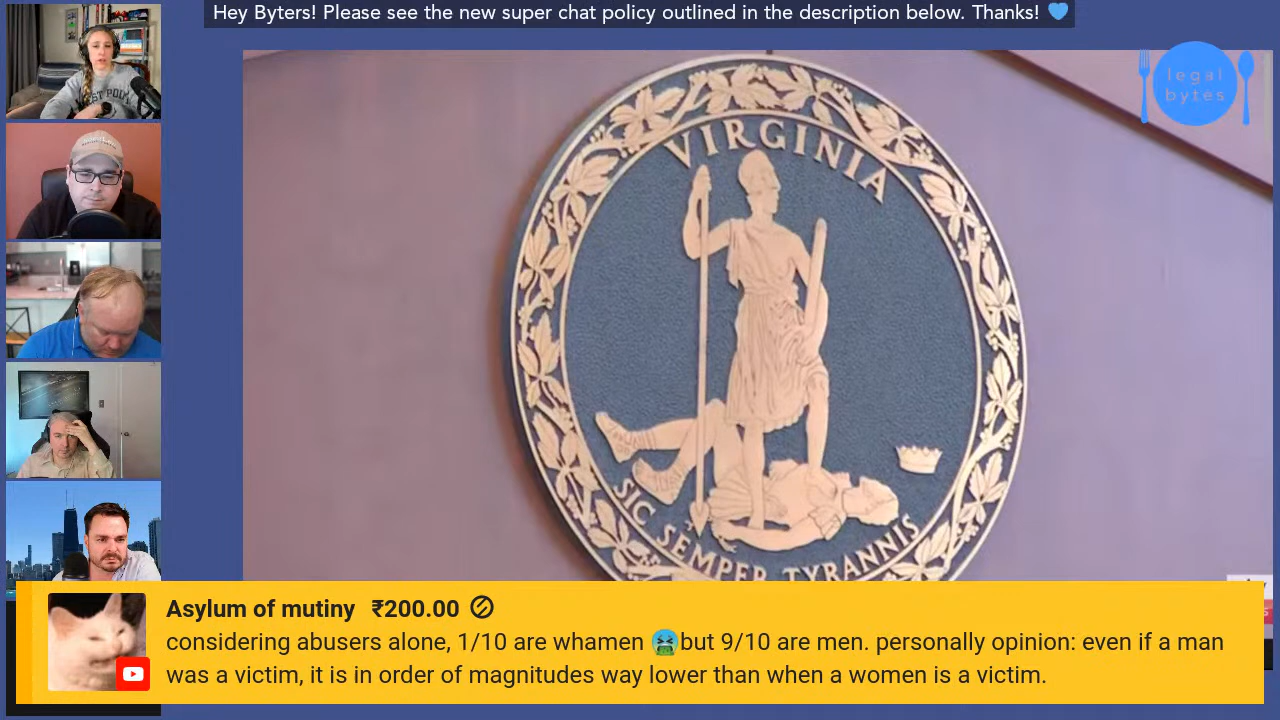 Hey Byters! Please see the new super chat policy outlined in the description below. Thanks! 💙
legal
bytes
VIRGINIA
SIC SEMPER TYRANNIS
Asylum of mutiny ₹200.00
considering abusers alone, 1/10 are whamen 🤮but 9/10 are men. personally opinion: even if a man
was a victim, it is in order of magnitudes way lower than when a women is a victim.